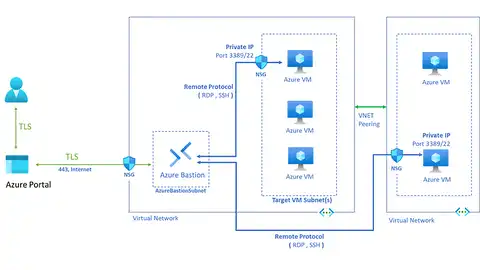 TLS
Azure Portal
TLS
443, Internet
NSG
Azure Bastion
AzureBastionSubnet
Virtual Network
Remote Protocol
( RDP , SSH )
Private IP
Port 3389/22
NSG
Azure VM
Azure VM
Azure VM
Target VM Subnet(s)
VNET
Peering
Azure VM
Private IP
Port 3389/22
NSG
Azure VM
Virtual Network
Remote Protocol
( RDP , SSH )